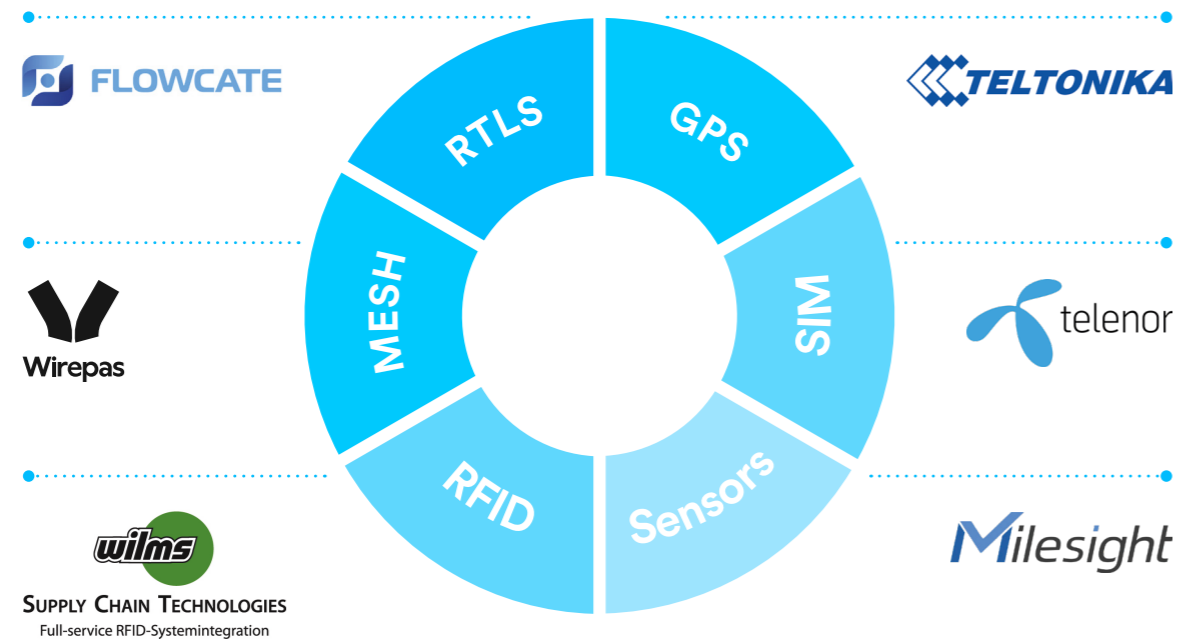 FLOWCATE
TELTONIKA
RTLS
GPS
MESH
SIM
Wirepas
telenor
RFID
Sensors
wilms
SUPPLY CHAIN TECHNOLOGIES
Full-service RFID-Systemintegration
Milesight